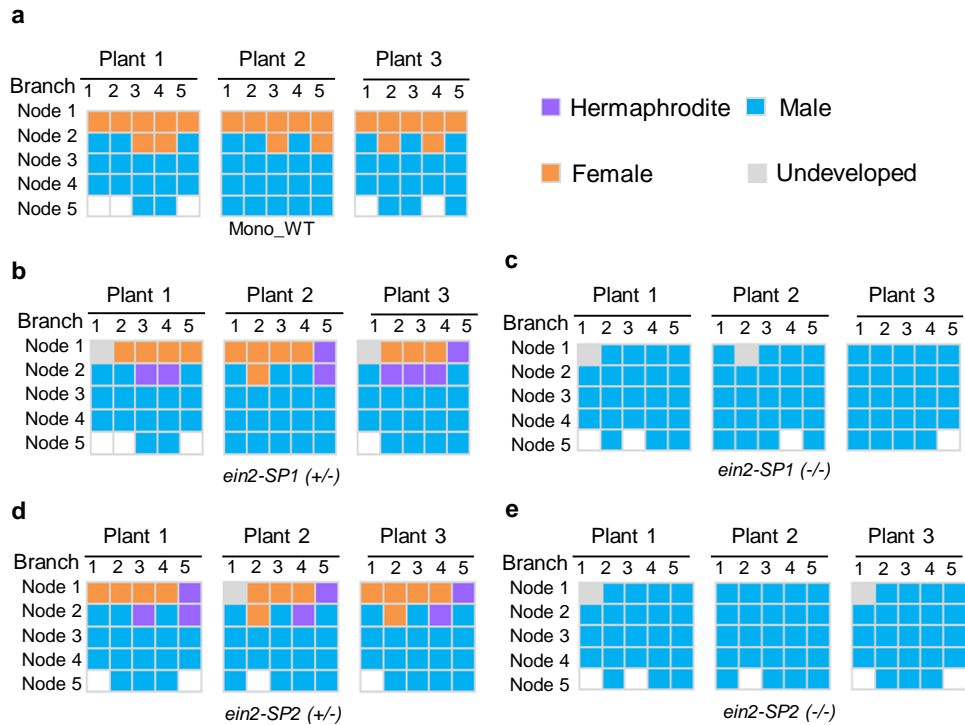 a
Plant 1 Plant 2 Plant 3
Branch 1 2 3 4 5 1 2 3 4 5 1 2 3 4 5
Node 1
Node 2
Node 3
Node 4
Node 5
Mono_WT
Hermaphrodite Male
Female Undeveloped
b
Plant 1 Plant 2 Plant 3
Branch 1 2 3 4 5 1 2 3 4 5 1 2 3 4 5
Node 1
Node 2
Node 3
Node 4
Node 5
ein2-SP1 (+/-)
c
Plant 1 Plant 2 Plant 3
Branch 1 2 3 4 5 1 2 3 4 5 1 2 3 4 5
Node 1
Node 2
Node 3
Node 4
Node 5
ein2-SP1 (-/-)
d
Plant 1 Plant 2 Plant 3
Branch 1 2 3 4 5 1 2 3 4 5 1 2 3 4 5
Node 1
Node 2
Node 3
Node 4
Node 5
ein2-SP2 (+/-)
e
Plant 1 Plant 2 Plant 3
Branch 1 2 3 4 5 1 2 3 4 5 1 2 3 4 5
Node 1
Node 2
Node 3
Node 4
Node 5
ein2-SP2 (-/-)